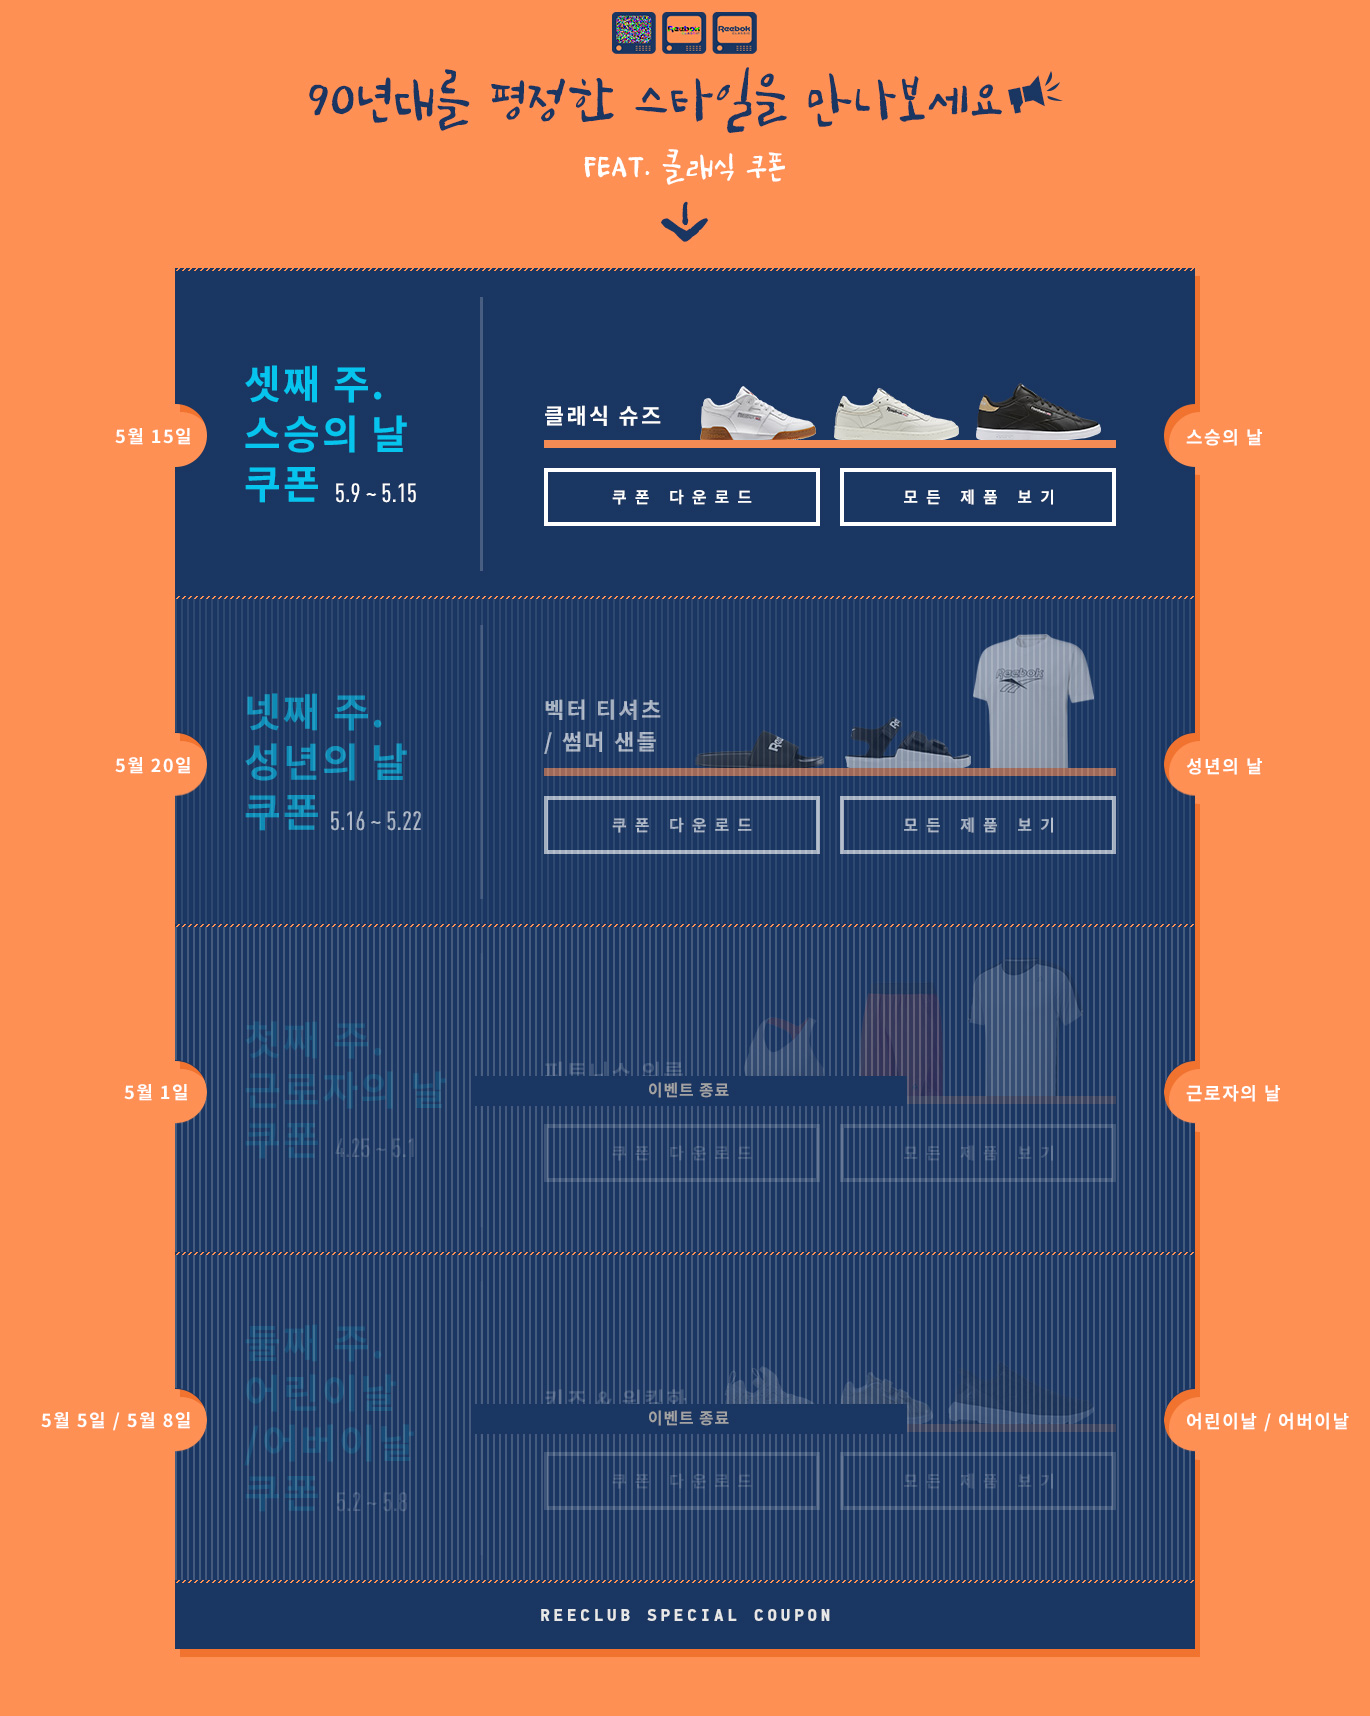 Reebok
90년대를 평정한 스타일을 만나보세요
FEAT. 클래식 쿠폰
5월 15일
셋째 주.
스승의 날
쿠폰 5.9 ~ 5.15
클래식 슈즈
쿠폰 다운로드
모든 제품 보기
스승의 날
5월 20일
넷째 주.
성년의 날
쿠폰 5.16 ~ 5.22
벡터 티셔츠
/ 썸머 샌들
Reebok
쿠폰 다운로드
모든 제품 보기
성년의 날
5월 1일
첫째 주.
근로자의 날
쿠폰 4.25 ~ 5.1
피트니스 의류
이벤트 종료
쿠폰 다운로드
모든 제품 보기
근로자의 날
5월 5일 / 5월 8일
둘째 주.
어린이날
/어버이날
쿠폰 5.2 ~ 5.8
키즈 & 워킹화
이벤트 종료
쿠폰 다운로드
모든 제품 보기
어린이날 / 어버이날
REECLUB SPECIAL COUPON